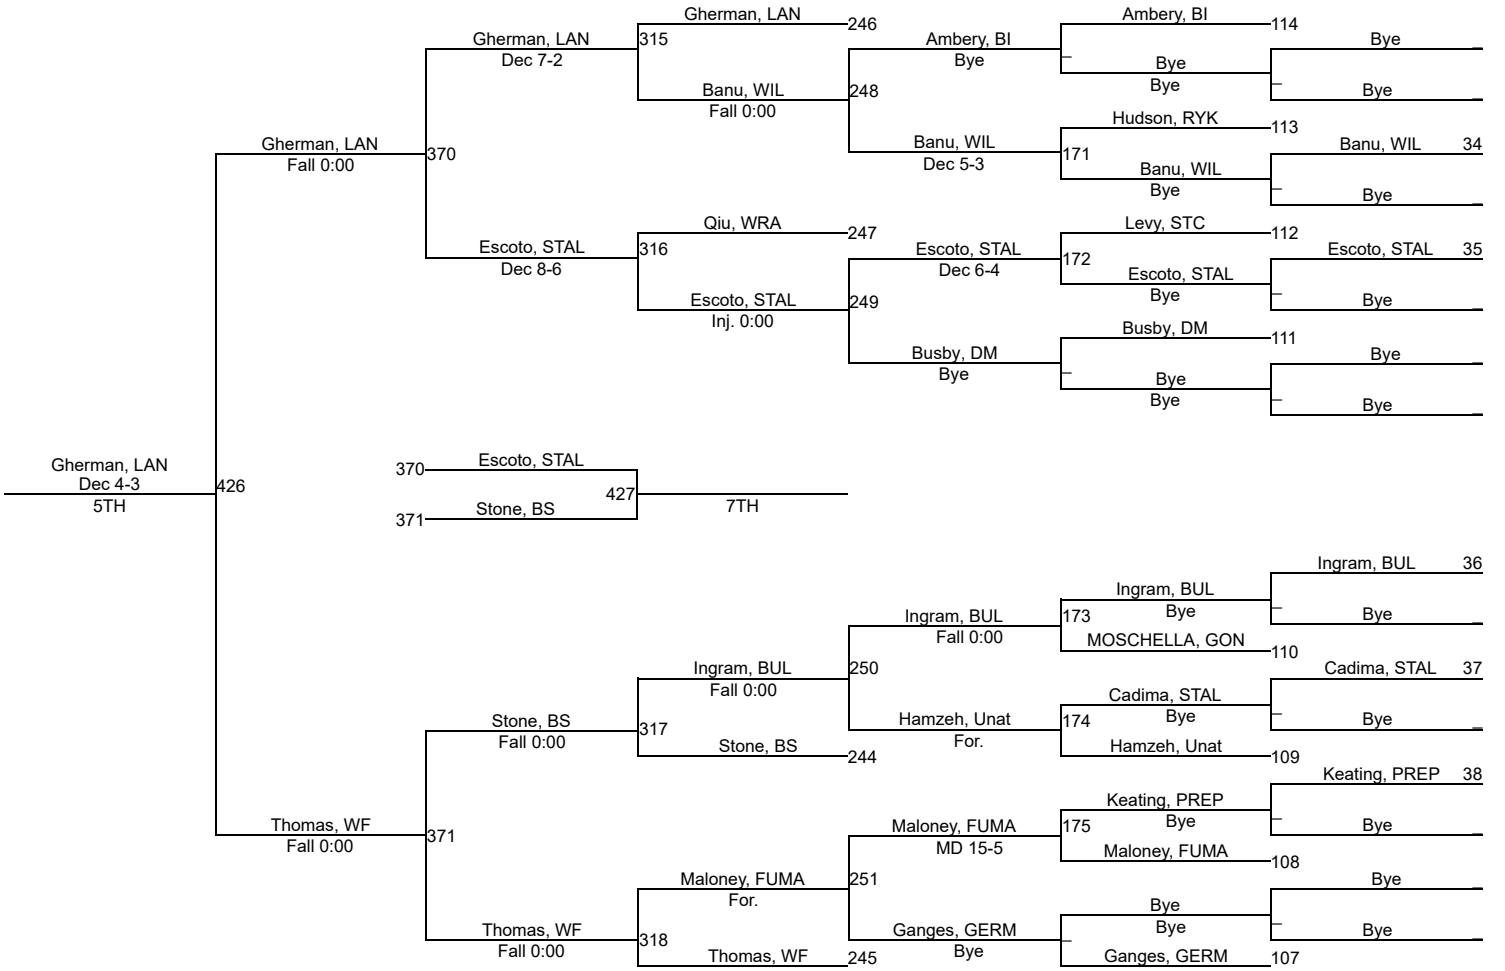 Gherman, LAN 246
Ambery, BI
Bye
Ambery, BI 114
Bye
Gherman, LAN
Dec 7-2
315
Bye
Bye
Bye
Banu, WIL
Fall 0:00
248
Hudson, RYK 113
Gherman, LAN
Fall 0:00
370
Banu, WIL
Dec 5-3
171
Banu, WIL 34
Banu, WIL
Bye
Bye
Qiu, WRA 247
Levy, STC 112
Escoto, STAL
Dec 8-6
316
Escoto, STAL
Dec 6-4
172
Escoto, STAL 35
Escoto, STAL
Bye
Bye
Escoto, STAL
Inj. 0:00
249
Busby, DM 111
Busby, DM
Bye
Bye
Bye
Bye
Bye
Gherman, LAN
Dec 4-3
5TH
426
370 Escoto, STAL
427
7TH
371 Stone, BS
Ingram, BUL 36
Ingram, BUL
Bye
Bye
Ingram, BUL
Fall 0:00
173
MOSCHELLA, GON 110
Ingram, BUL
Fall 0:00
250
Cadima, STAL 37
Cadima, STAL
Bye
Bye
Stone, BS
Fall 0:00
317
Hamzeh, Unat
For.
174
Stone, BS 244
Hamzeh, Unat 109
Keating, PREP 38
Keating, PREP
Bye
Bye
Thomas, WF
Fall 0:00
371
Maloney, FUMA
MD 15-5
175
Maloney, FUMA 108
Maloney, FUMA
For.
251
Bye
Bye
Bye
Bye
Thomas, WF
Fall 0:00
318
Ganges, GERM
Bye
Thomas, WF 245
Ganges, GERM 107